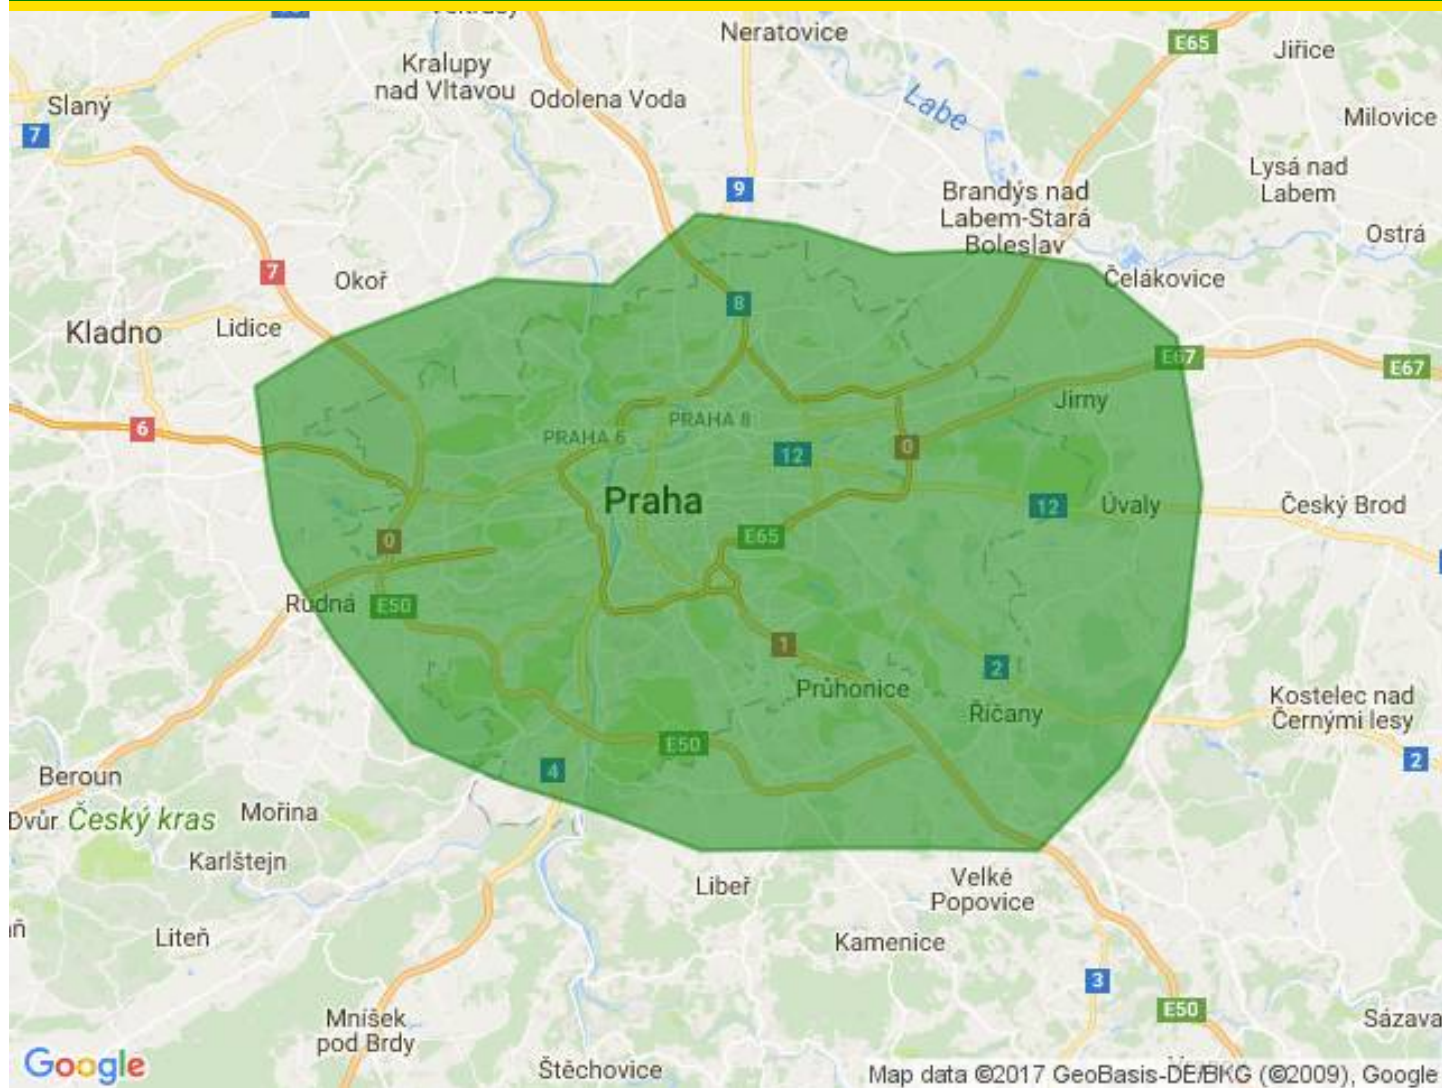 Neratovice
E65
Jiřice
Kralupy
nad Vltavou
Odolena Voda
Slaný
7
Labe
Milovice
9
Brandýs nad
Labem-Stará
Boleslav
Lysá nad
Labem
Ostrá
7
Okoř
Čelákovice
8
Kladno
Lidice
E67
E67
Jirny
6
PRAHA 8
PRAHA 6
12
0
Praha
12
Úvaly
Český Brod
0
E65
Rudná
E50
1
2
Průhonice
Říčany
Kostelec nad
Černými lesy
E50
2
4
Beroun
Mořina
Dvůr
Český kras
Karlštejn
Libeř
Velké
Popovice
Liteň
Kamenice
3
E50
Mníšek
pod Brdy
Sázava
Štěchovice
Google
Map data ©2017 GeoBasis-DE/BKG (©2009), Google